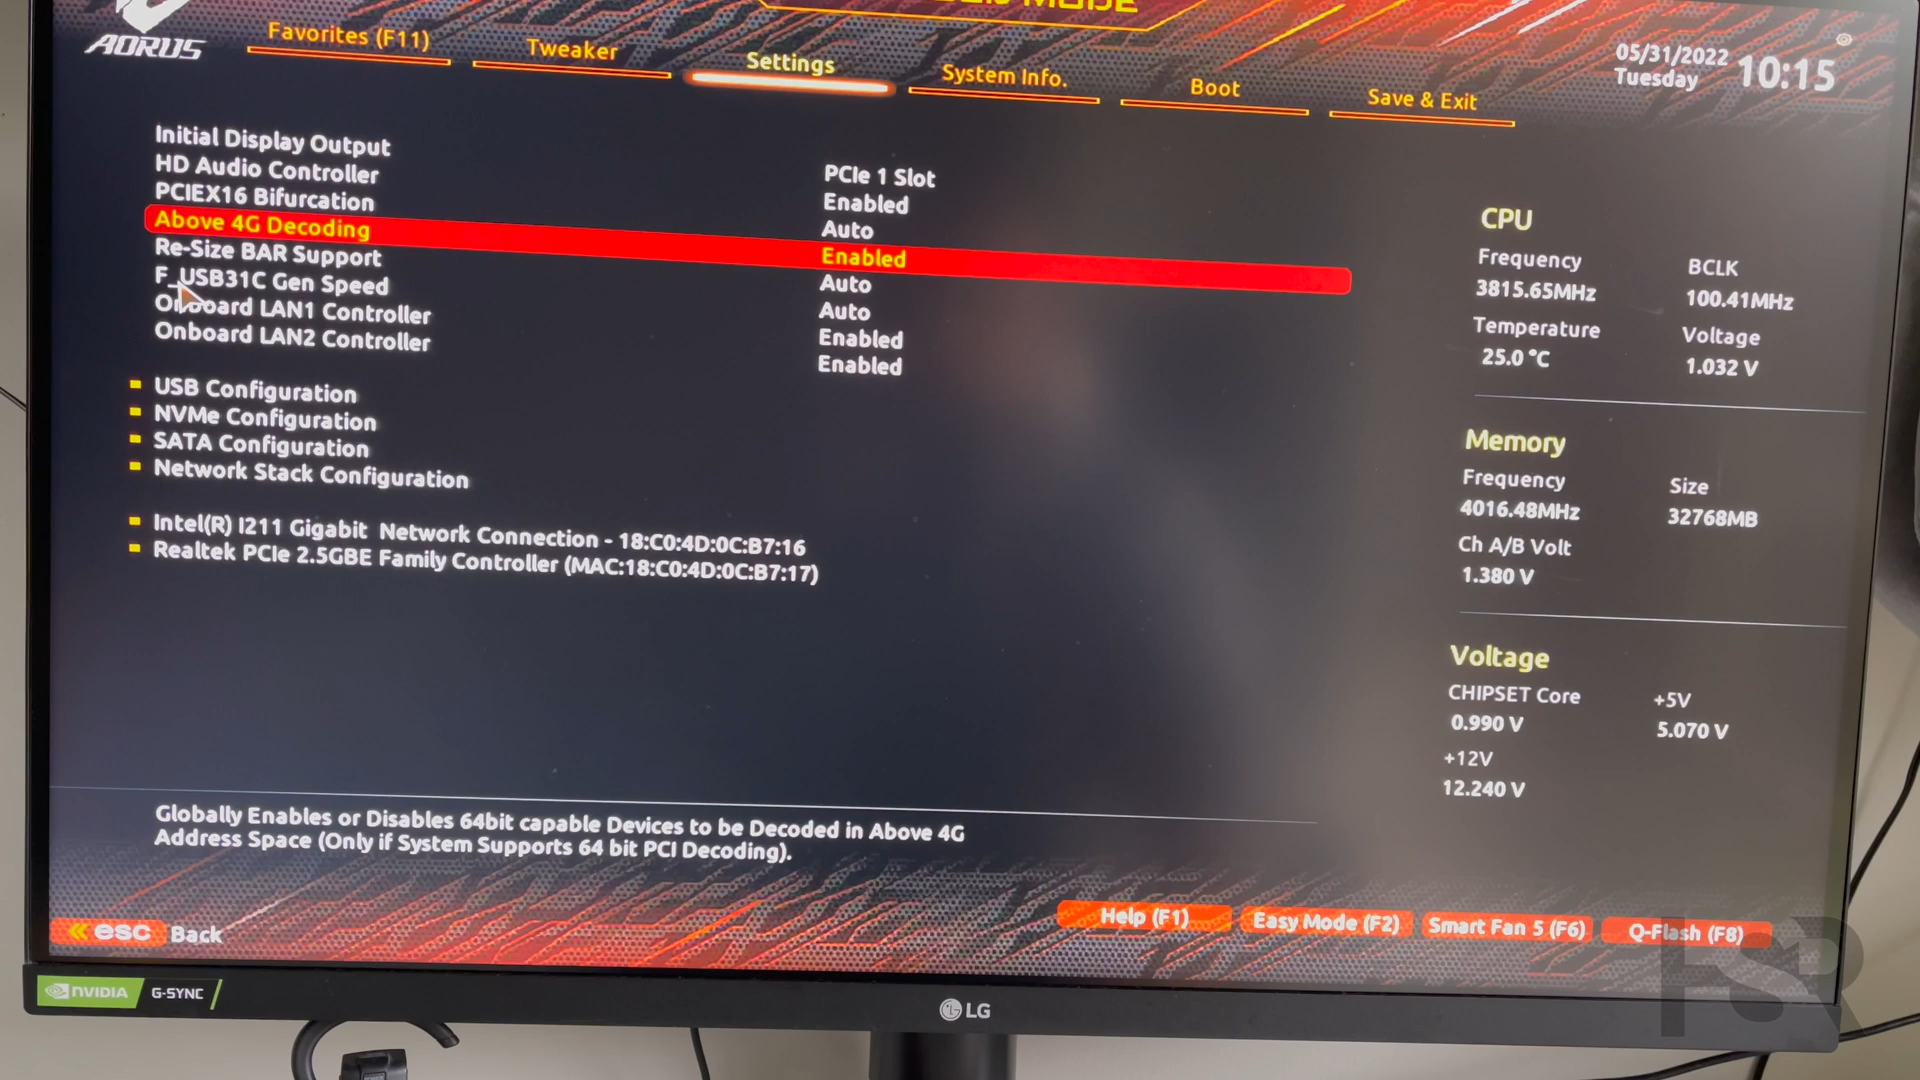 AORUS
Favorites (F11)
Tweaker
Settings
System Info.
Boot
Save & Exit
05/31/2022
Tuesday
10:15
Initial Display Output PCIe 1 Slot
HD Audio Controller Enabled
PCIEX16 Bifurcation Auto
Above 4G Decoding Enabled
Re-Size BAR Support Auto
F_USB31C Gen Speed Auto
Onboard LAN1 Controller Enabled
Onboard LAN2 Controller Enabled
USB Configuration
NVMe Configuration
SATA Configuration
Network Stack Configuration
Intel(R) I211 Gigabit Network Connection - 18:C0:4D:0C:B7:16
Realtek PCIe 2.5GBE Family Controller (MAC:18:C0:4D:0C:B7:17)
CPU
Frequency BCLK
3815.65MHz 100.41MHz
Temperature Voltage
25.0 °C 1.032 V
Memory
Frequency Size
4016.48MHz 32768MB
Ch A/B Volt
1.380 V
Voltage
CHIPSET Core +5V
0.990 V 5.070 V
+12V
12.240 V
Globally Enables or Disables 64bit capable Devices to be Decoded in Above 4G
Address Space (Only if System Supports 64 bit PCI Decoding).
« esc Back
Help (F1)
Easy Mode (F2)
Smart Fan 5 (F6)
Q-Flash (F8)
NVIDIA G-SYNC
LG